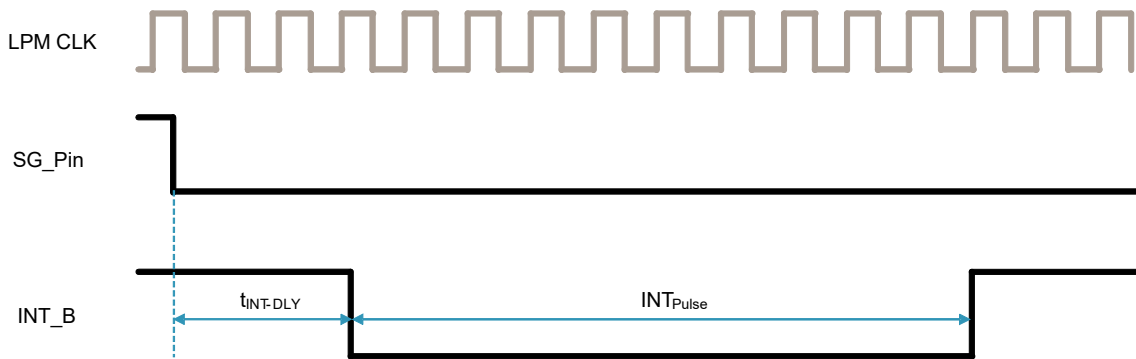 LPM CLK
SG_Pin
INT_B
tINT-DLY
INTPulse